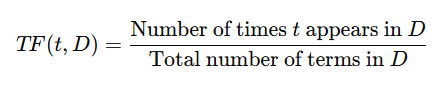 TF(t, D) = Number of times t appears in D / Total number of terms in D